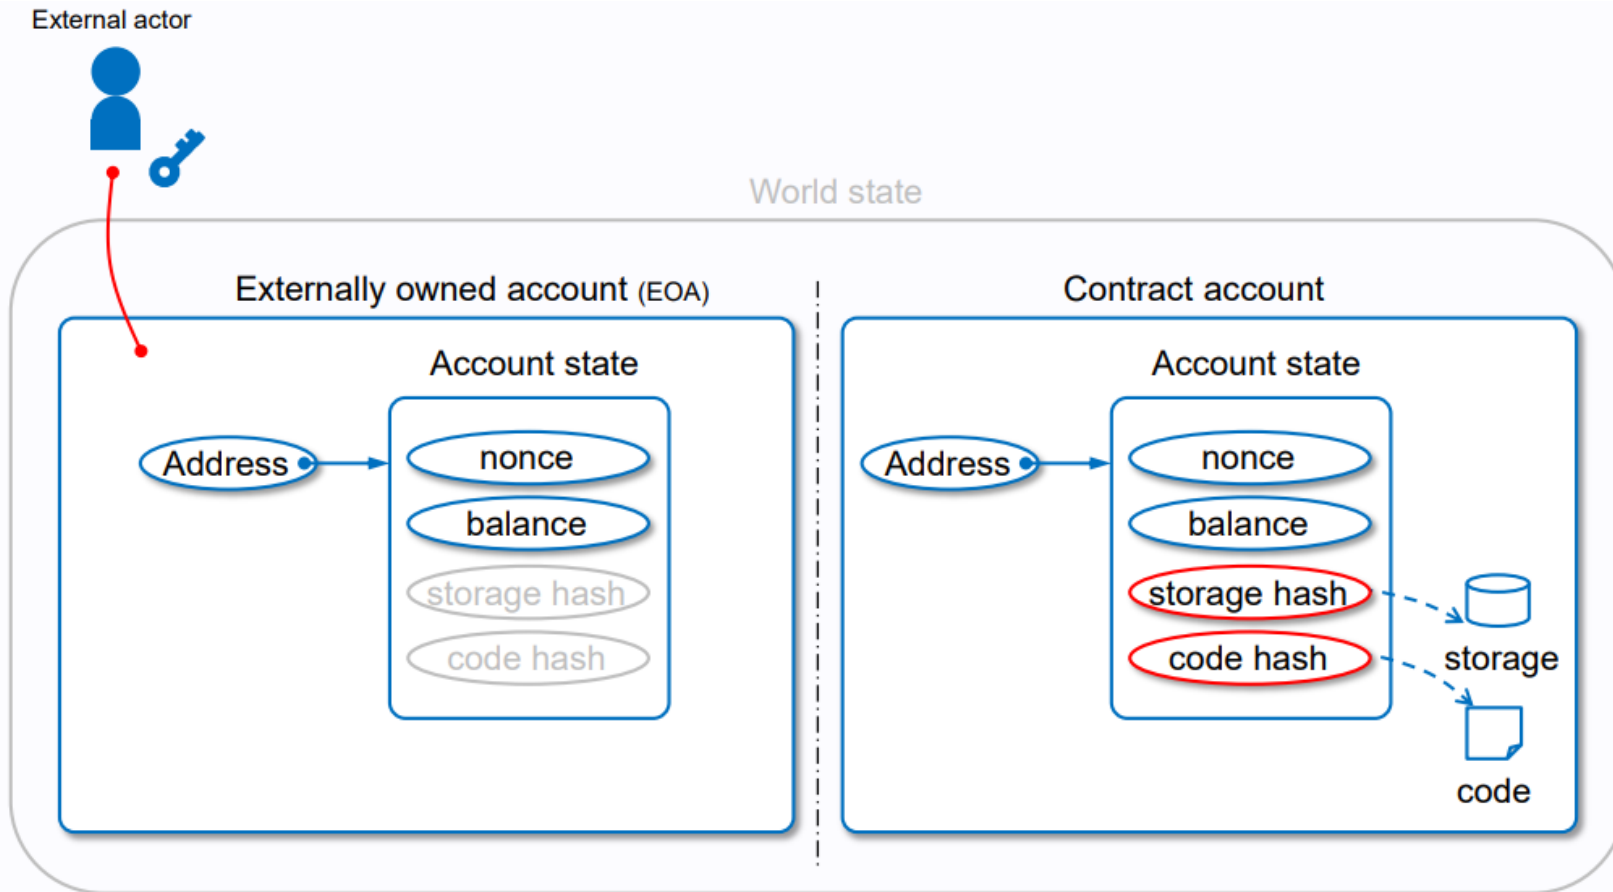 External actor
World state
Externally owned account (EOA)
Contract account
Account state
Address
nonce
balance
storage hash
code hash
Account state
Address
nonce
balance
storage hash
code hash
storage
code